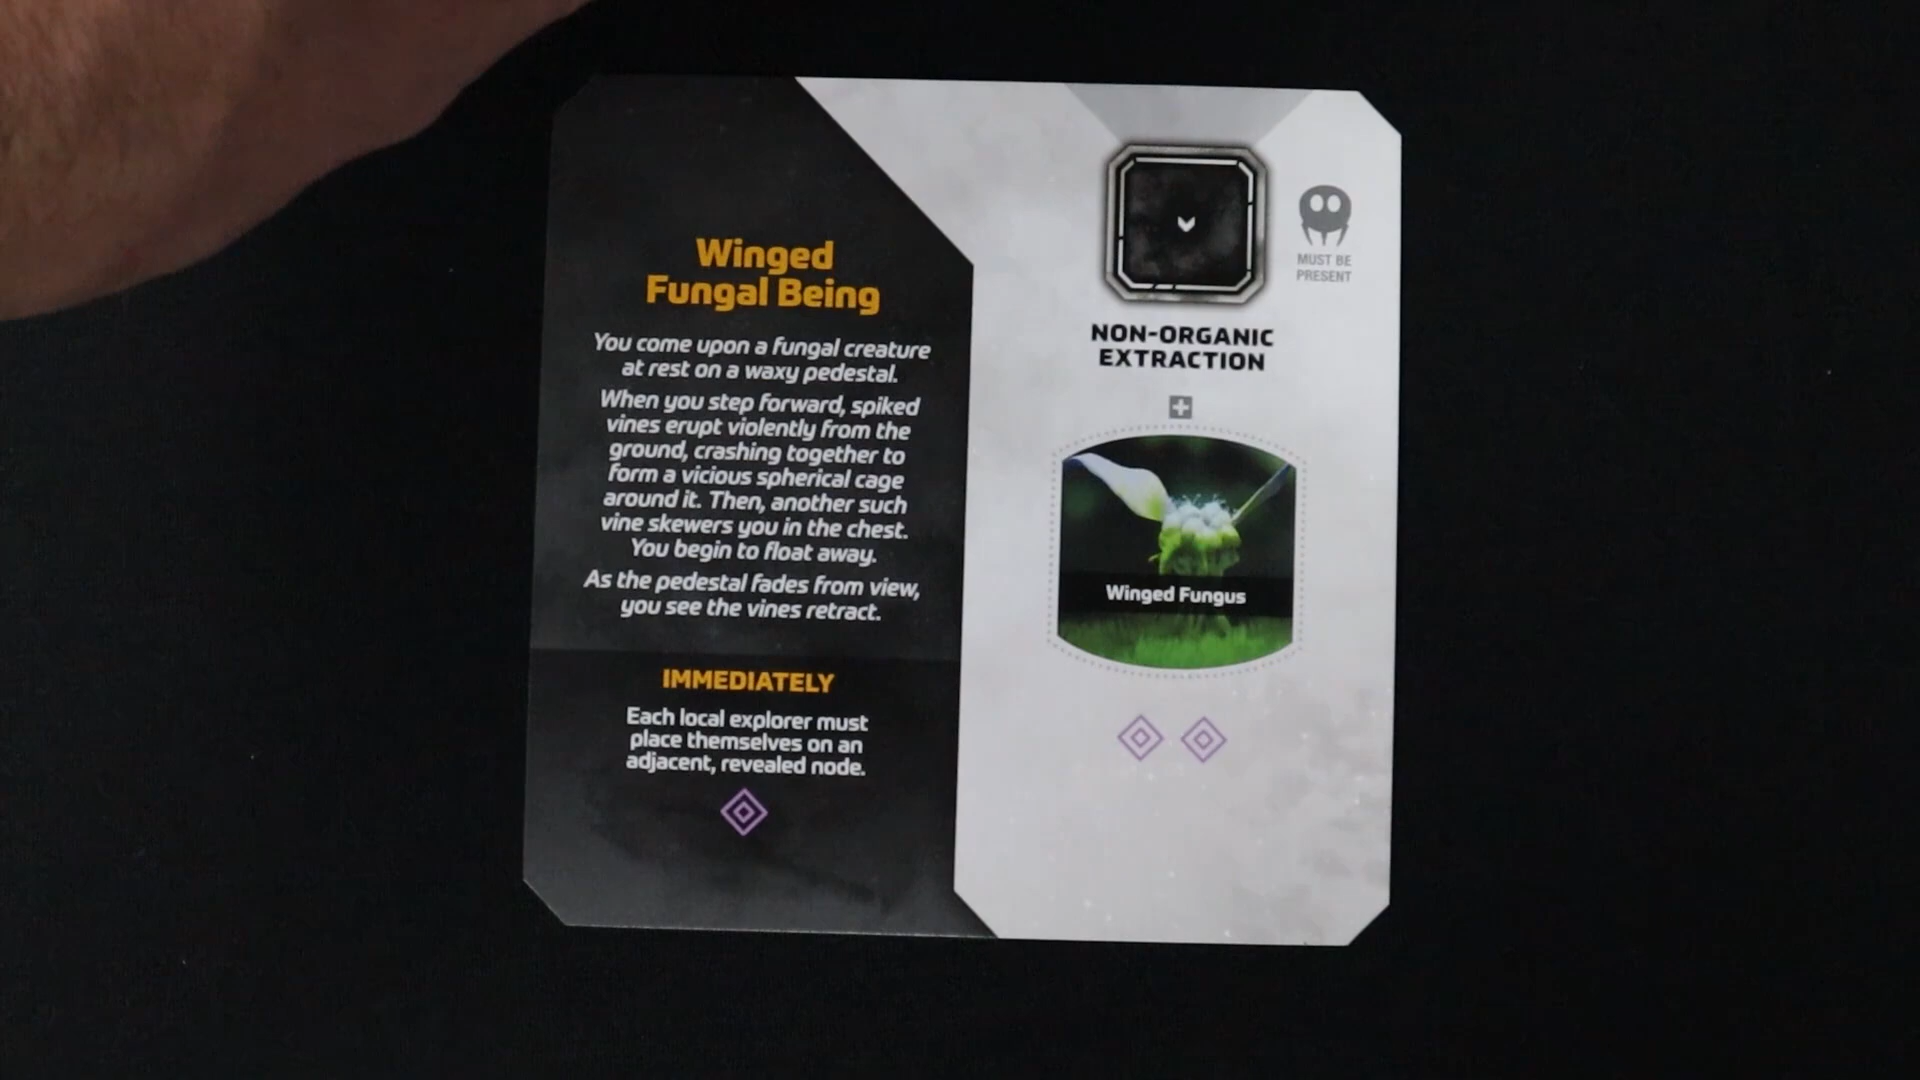 Winged
Fungal Being
You come upon a fungal creature
at rest on a waxy pedestal.
When you step forward, spiked
vines erupt violently from the
ground, crashing together to
form a vicious spherical cage
around it. Then, another such
vine skewers you in the chest.
You begin to float away.
As the pedestal fades from view,
you see the vines retract.
IMMEDIATELY
Each local explorer must
place themselves on an
adjacent, revealed node.
MUST BE
PRESENT
NON-ORGANIC
EXTRACTION
Winged Fungus